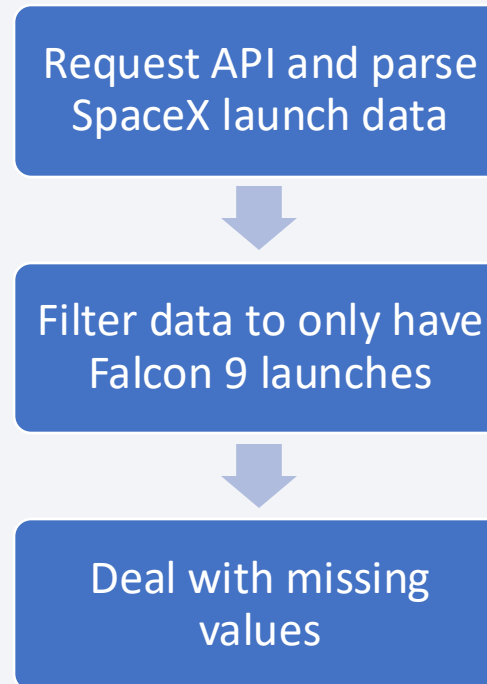 Request API and parse
SpaceX launch data
Filter data to only have
Falcon 9 launches
Deal with missing
values